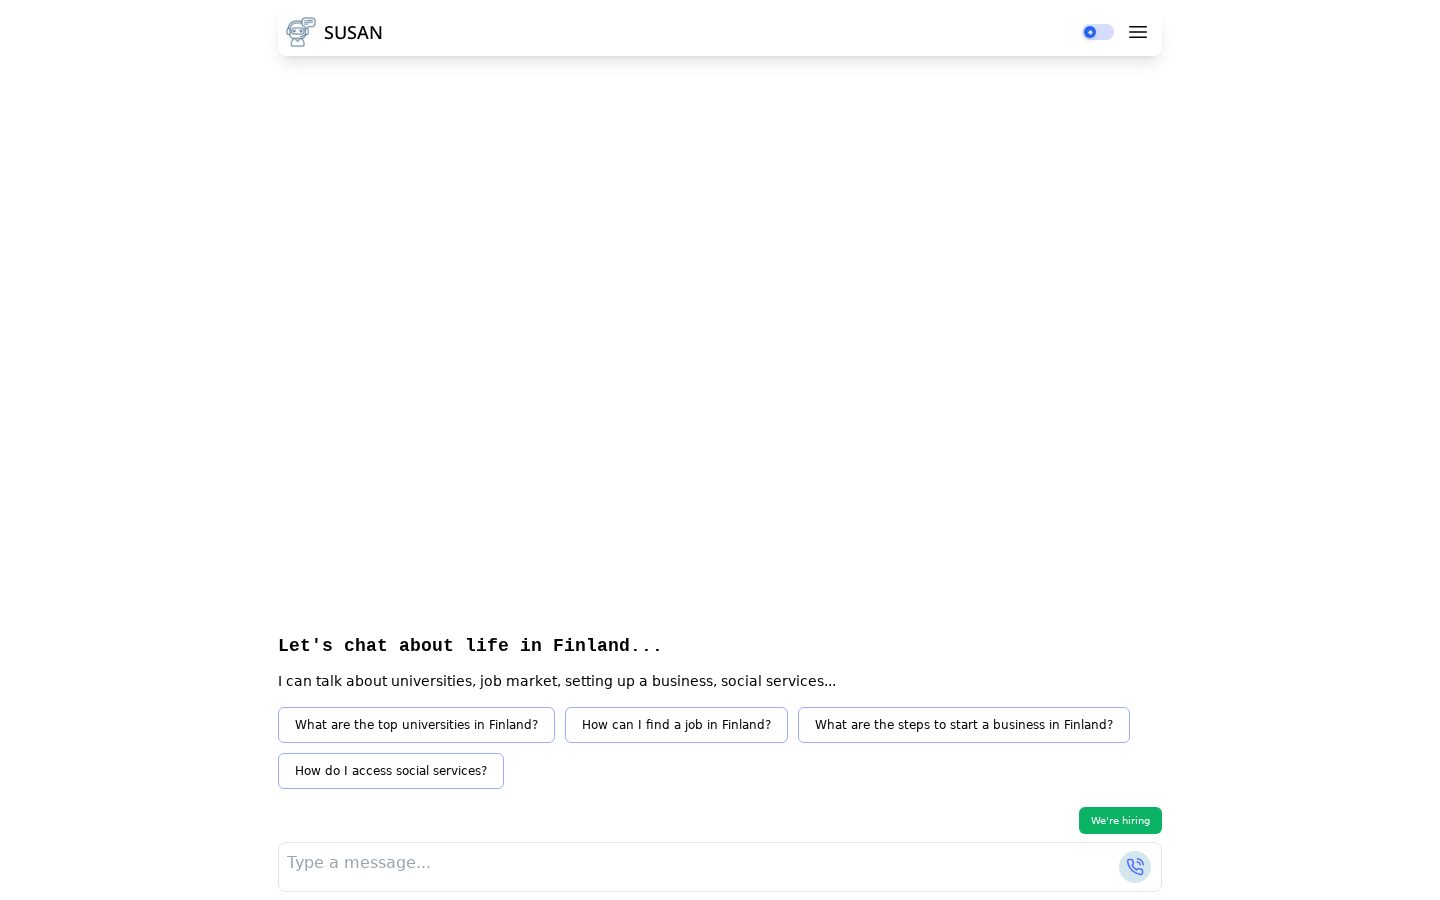 SUSAN
Let's chat about life in Finland...
I can talk about universities, job market, setting up a business, social services...
What are the top universities in Finland?
How can I find a job in Finland?
What are the steps to start a business in Finland?
How do I access social services?
We're hiring
Type a message...